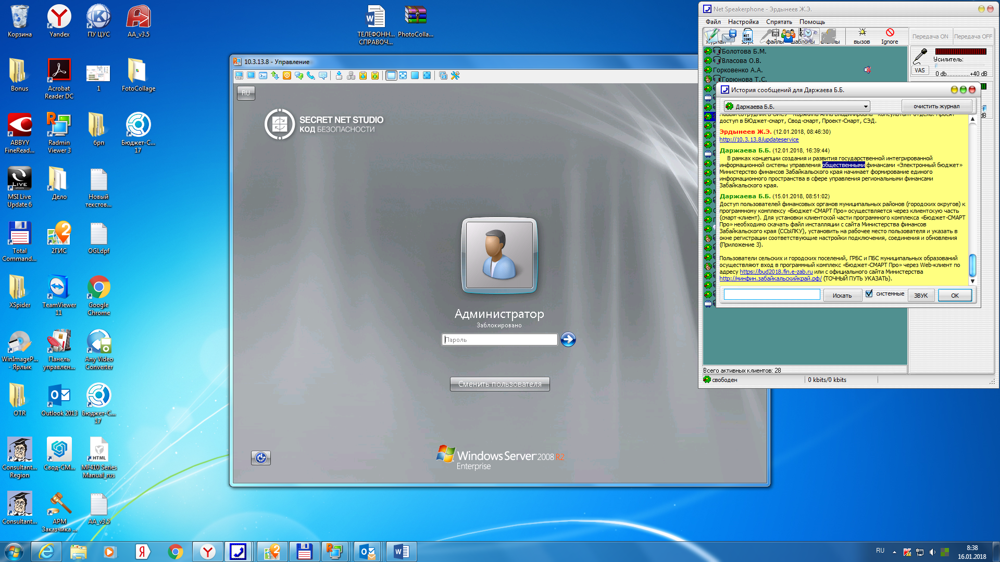 Корзина
Yandex
ПУ ЦУС
AA_v3.5
ТЕЛЕФОНН...
СПРАВОЧ...
PhotoColla...
Bonus
Acrobat
Reader DC
1
FotoCollage
ABBYY
FineRead...
Radmin
Viewer 3
брп
Бюджет-С...
17
MSI Live
Update 6
Дело
Новый
текстов...
Total
Command...
2ГИС
OGLdpf
XSpider
TeamViewer
11
Google
Chrome
WinImageP...
- Ярлык
Панель
управлен...
Any Video
Converter
OTR
Outlook 2013
Бюджет-С...
17
Consultant...
Region
Свод-СМ...
MF410 Series
Manual_rus
Consultant...
АРМ
Заказчика ...
AA_v3.5
10.3.13.8 - Управление
RU
SECRET NET STUDIO
КОД БЕЗОПАСНОСТИ
Администратор
Заблокировано
Пароль
Сменить пользователя
Windows Server 2008 R2
Enterprise
Net Speakerphone - Эрдынеев Ж.Э.
Файл Настройка Спрятать Помощь
файлы
вызов
Ignore
Передача ON
Передача OFF
Болотова Б.М.
Власова О.В.
Горковенко А.А.
Горюнова Т.С.
Усилитель:
VAS
0 db..............+40 dB
История сообщений для Даржаева Б.Б.
Даржаева Б.Б.
очистить журнал
доступ в БЮджет-смарт, Свод-смарт, Проект-Смарт, СЭД.
Эрдынеев Ж.Э. (12.01.2018, 08:46:30)
http://10.3.13.8/updateservice
Даржаева Б.Б. (12.01.2018, 16:39:44)
В рамках концепции создания и развития государственной интегрированной
информационной системы управления общественными финансами «Электронный бюджет»
Министерство финансов Забайкальского края начинает формирование единого
информационного пространства в сфере управления региональными финансами
Забайкальского края.
Даржаева Б.Б. (15.01.2018, 08:51:02)
Доступ пользователей финансовых органов муниципальных районов (городских округов) к
программному комплексу «Бюджет-СМАРТ Про» осуществляется через клиентскую часть
(смарт-клиент). Для установки клиентской части программного комплекса «Бюджет-СМАРТ
Про» необходимо скачать файл инсталляции с сайта Министерства финансов
Забайкальского края (ССЫЛКУ), установить на рабочее место пользователя и указать в
окне регистрации соответствующие настройки подключения, соединения и обновления
(Приложение 3).
Пользователи сельских и городских поселений, ГРБС и ПБС муниципальных образований
осуществляют вход в программный комплекс «Бюджет-СМАРТ Про» через Web-клиент по
адресу https://bud2018.fin.e-zab.ru или с официального сайта Министерства
http://минфин.забайкальскийкрай.рф/ (ТОЧНЫЙ ПУТЬ УКАЗАТЬ).
Искать
системные
ЗВУК
OK
Всего активных клиентов: 28
свободен
0 kbits/0 kbits
RU
8:38
16.01.2018